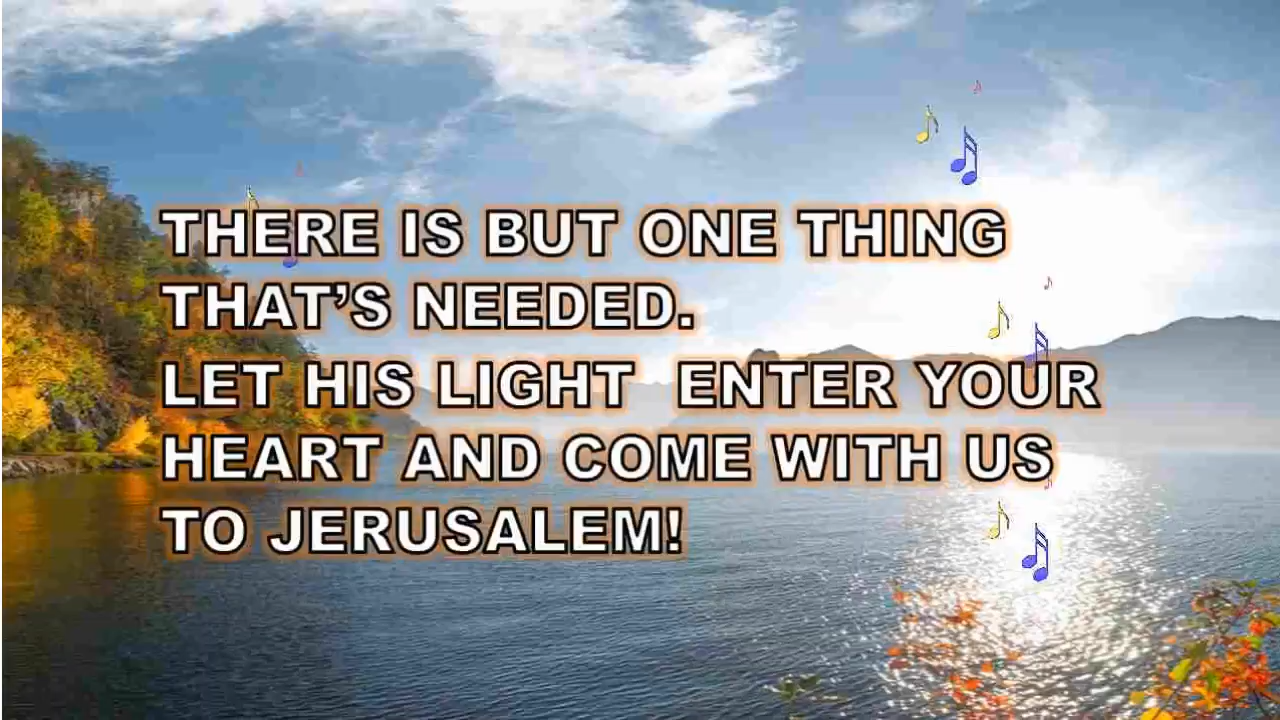 THERE IS BUT ONE THING
THAT’S NEEDED.
LET HIS LIGHT  ENTER YOUR
HEART AND COME WITH US
TO JERUSALEM!